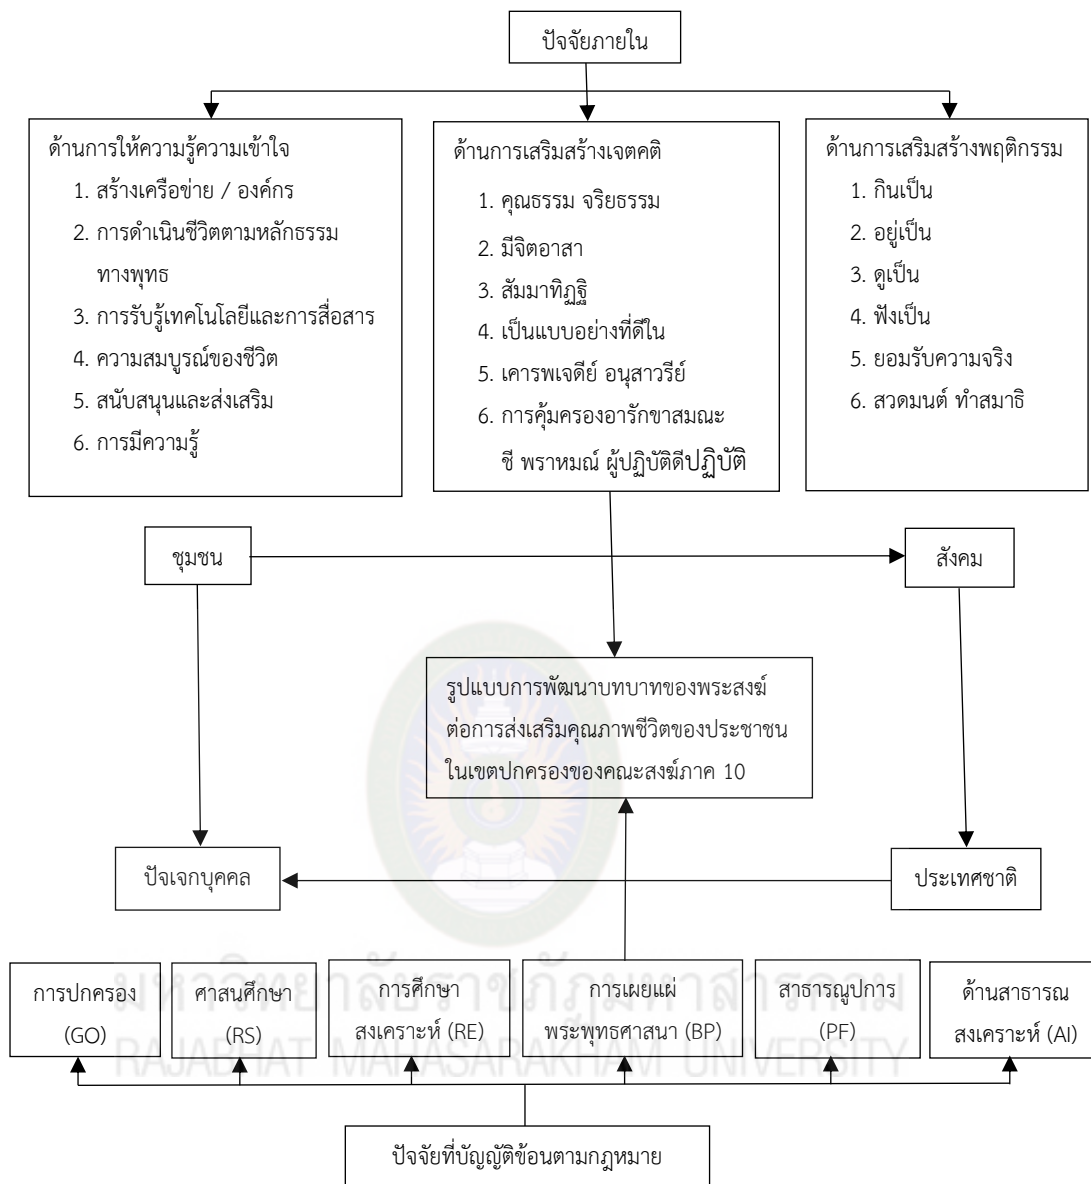 ปัจจัยภายใน
ด้านการให้ความรู้ความเข้าใจ
1. สร้างเครือข่าย / องค์กร
2. การดำเนินชีวิตตามหลักธรรม
ทางพุทธ
3. การรับรู้เทคโนโลยีและการสื่อสาร
4. ความสมบูรณ์ของชีวิต
5. สนับสนุนและส่งเสริม
6. การมีความรู้
ด้านการเสริมสร้างเจตคติ
1. คุณธรรม จริยธรรม
2. มีจิตอาสา
3. สัมมาทิฏฐิ
4. เป็นแบบอย่างที่ดีใน
5. เคารพเจดีย์ อนุสาวรีย์
6. การคุ้มครองอารักขาสมณะ
ชี พราหมณ์ ผู้ปฏิบัติดีปฏิบัติ
ด้านการเสริมสร้างพฤติกรรม
1. กินเป็น
2. อยู่เป็น
3. ดูเป็น
4. ฟังเป็น
5. ยอมรับความจริง
6. สวดมนต์ ทำสมาธิ
ชุมชน
สังคม
รูปแบบการพัฒนาบทบาทของพระสงฆ์
ต่อการส่งเสริมคุณภาพชีวิตของประชาชน
ในเขตปกครองของคณะสงฆ์ภาค 10
ปัจเจกบุคคล
ประเทศชาติ
การปกครอง
(GO)
ศาสนศึกษา
(RS)
การศึกษา
สงเคราะห์ (RE)
การเผยแผ่
พระพุทธศาสนา (BP)
สาธารณูปการ
(PF)
ด้านสาธารณ
สงเคราะห์ (AI)
มหาวิทยาลัยราชภัฏมหาสารคาม
RAJABHAT MAHASARAKHAM UNIVERSITY
ปัจจัยที่บัญญัติข้อนตามกฎหมาย